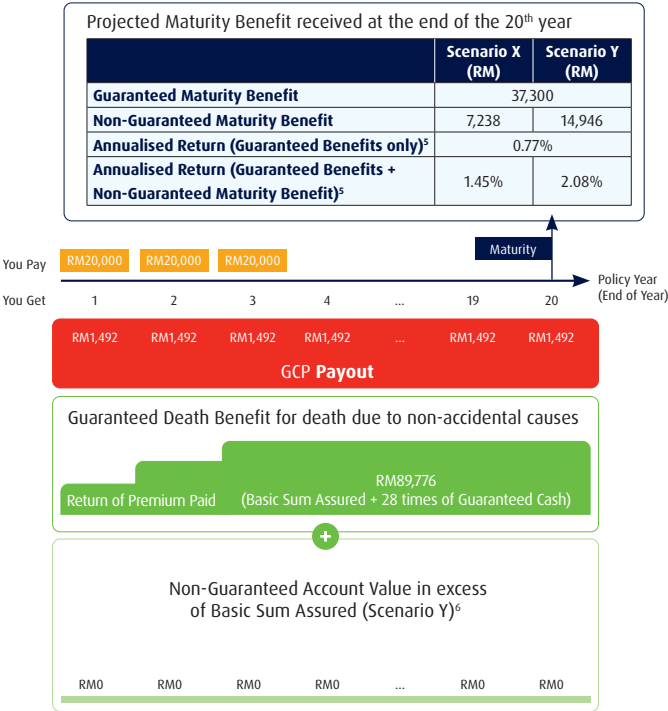 Projected Maturity Benefit received at the end of the 20th year
Scenario X (RM)
Scenario Y (RM)
Guaranteed Maturity Benefit 37,300
Non-Guaranteed Maturity Benefit 7,238 14,946
Annualised Return (Guaranteed Benefits only)5 0.77%
Annualised Return (Guaranteed Benefits +
Non-Guaranteed Maturity Benefit)5 1.45% 2.08%
Maturity
You Pay RM20,000 RM20,000 RM20,000
Policy Year
(End of Year)
You Get 1 2 3 4 ... 19 20
RM1,492 RM1,492 RM1,492 RM1,492 ... RM1,492 RM1,492
GCP Payout
Guaranteed Death Benefit for death due to non-accidental causes
Return of Premium Paid
RM89,776
(Basic Sum Assured + 28 times of Guaranteed Cash)
+
Non-Guaranteed Account Value in excess
of Basic Sum Assured (Scenario Y)6
RM0 RM0 RM0 RM0 ... RM0 RM0